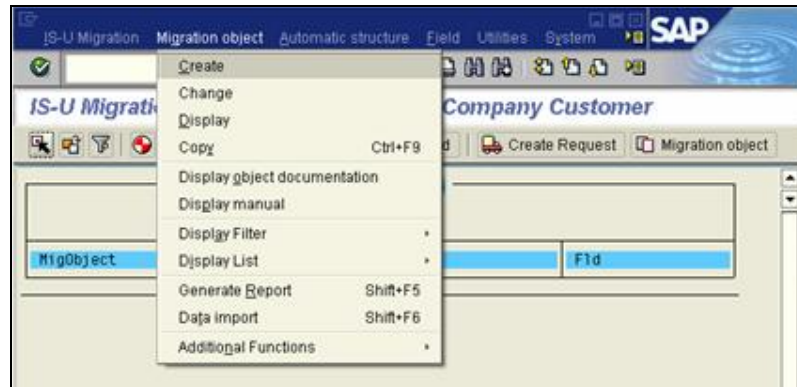 IS-U Migration Migration object Automatic structure Field Utilities System SAP
Create
IS-U Migrati Company Customer
Change
Display
Copy Ctrl+F9
d Create Request Migration object
Display object documentation
Display manual
Display Filter
MigObject Fld
Display List
Generate Report Shift+F5
Data import Shift+F6
Additional Functions